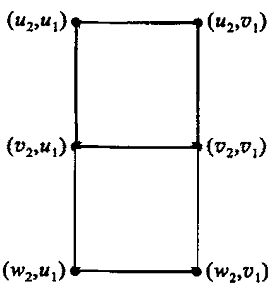 (u₂,u₁) (u₂,v₁)
(v₂,u₁) (v₂,v₁)
(w₂,u₁) (w₂,v₁)